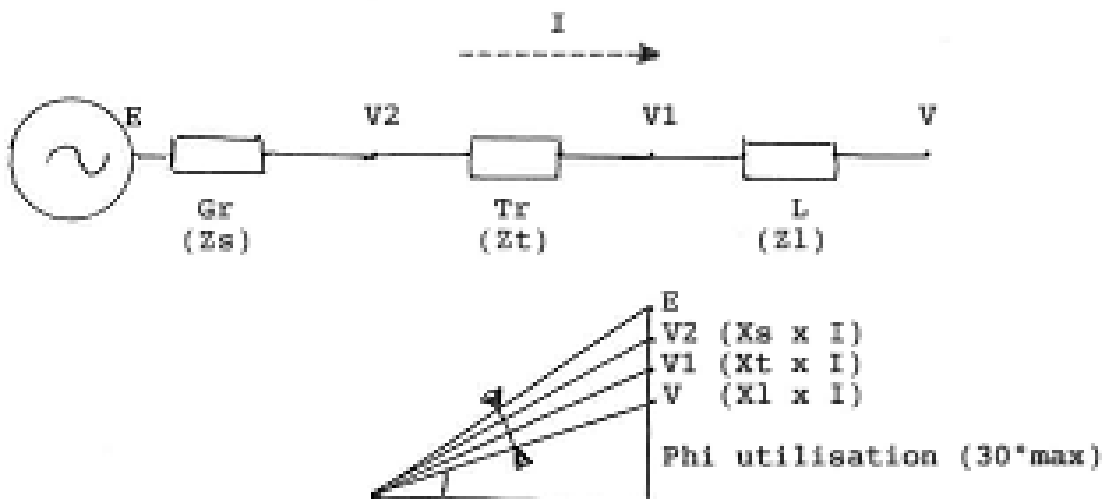 I
E V2 V1 V
Gr Tr L
(Zs) (Zt) (Zl)
E
V2 (Xs x I)
V1 (Xt x I)
V (Xl x I)
Phi utilisation (30°max)